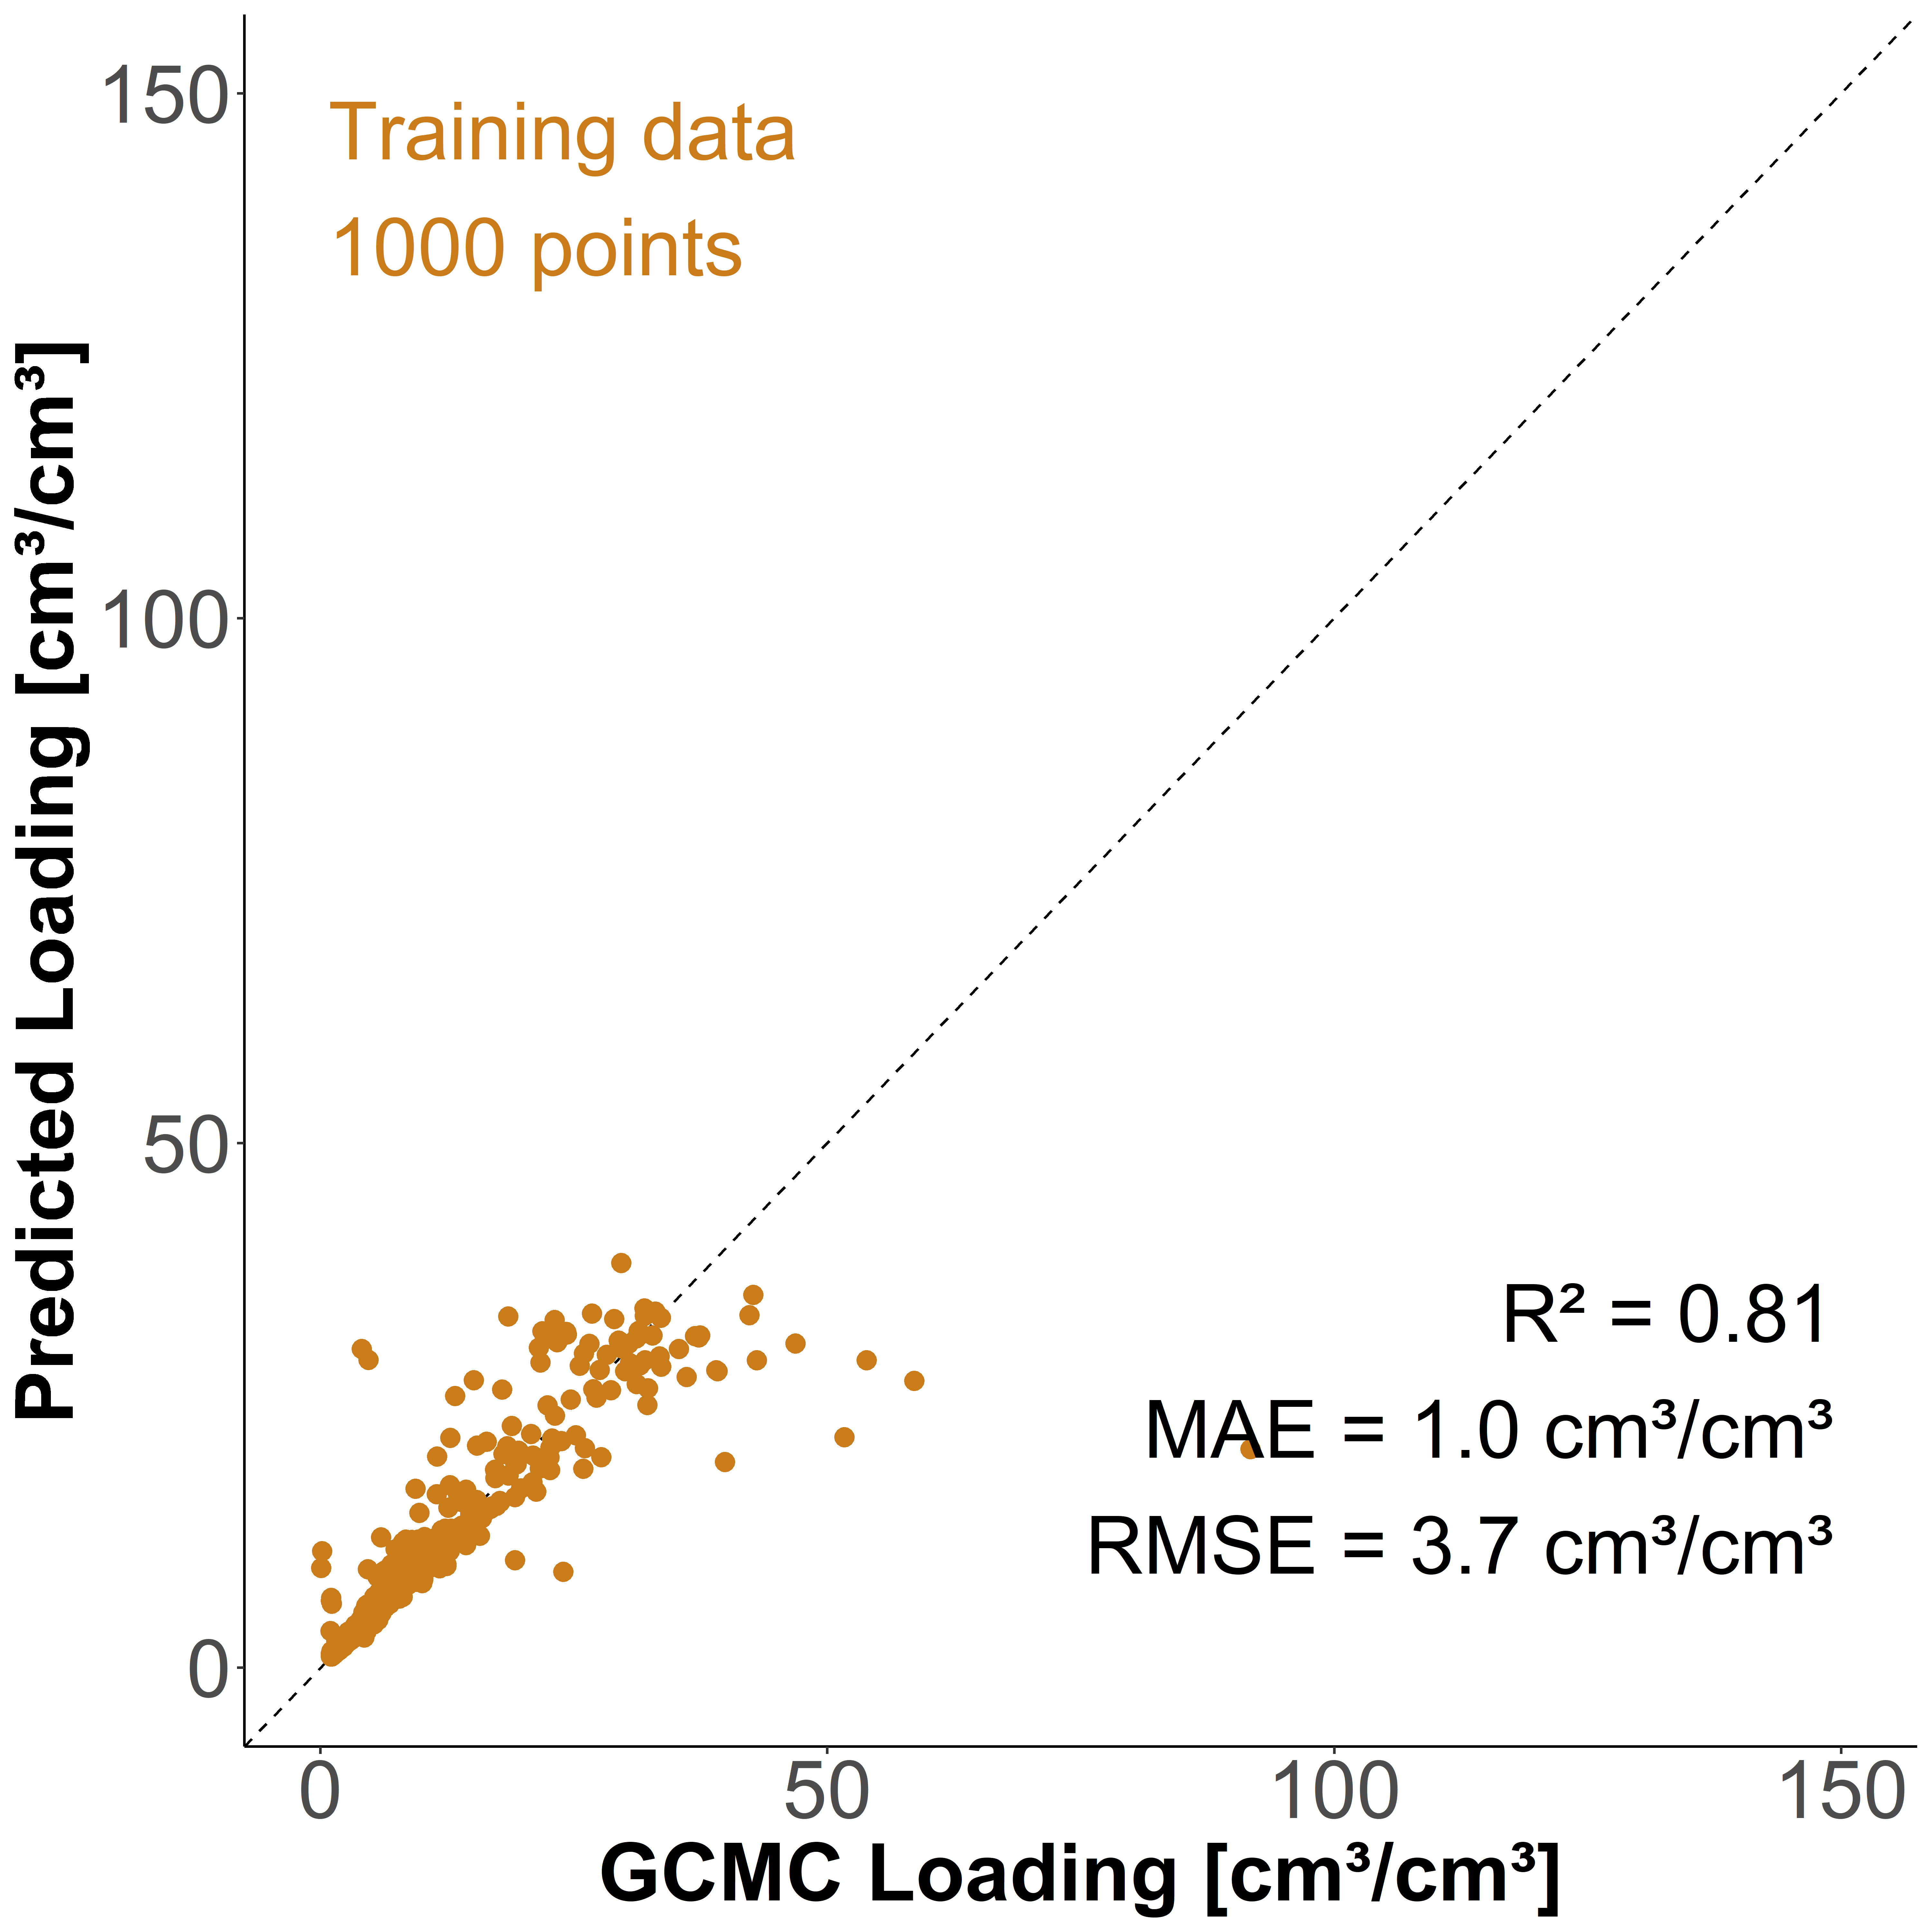 Training data
1000 points
150
100
50
0
Predicted Loading [cm³/cm³]
R² = 0.81
MAE = 1.0 cm³/cm³
RMSE = 3.7 cm³/cm³
0 50 100 150
GCMC Loading [cm³/cm³]